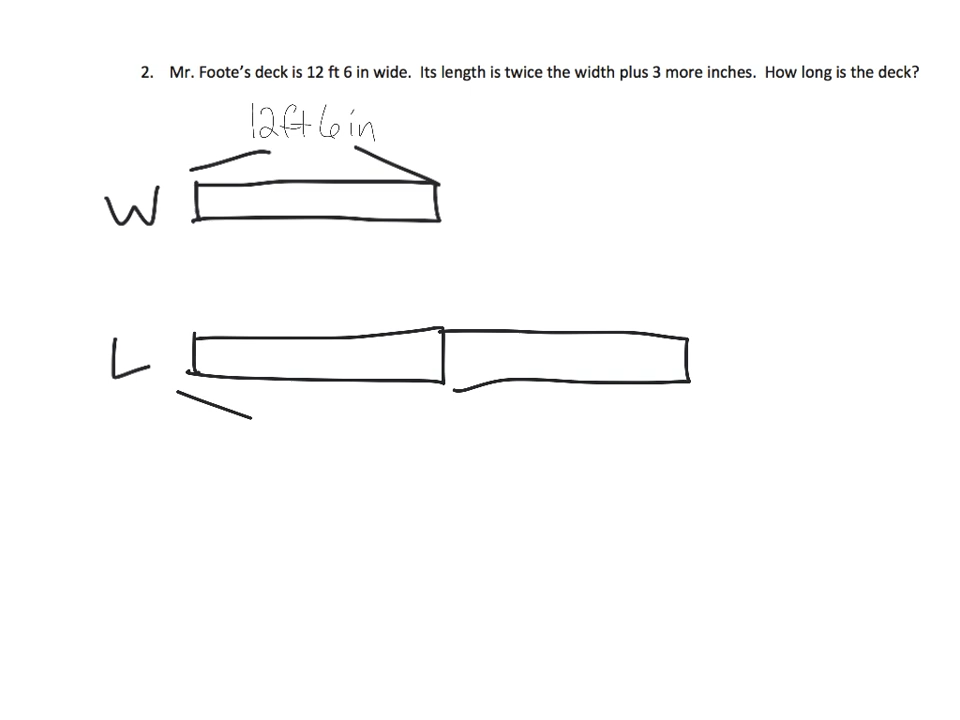 2. Mr. Foote's deck is 12 ft 6 in wide. Its length is twice the width plus 3 more inches. How long is the deck?
12ft 6in
W
L